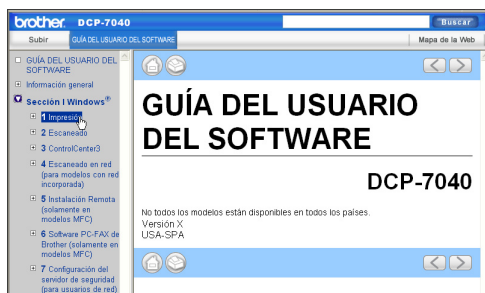 brother. DCP-7040
Buscar
Subir
GUÍA DEL USUARIO DEL SOFTWARE
Mapa de la Web
GUÍA DEL USUARIO DEL
SOFTWARE
Información general
Sección I Windows®
1 Impresión
2 Escaneado
3 ControlCenter3
4 Escaneado en red
(para modelos con red
incorporada)
5 Instalación Remota
(solamente en
modelos MFC)
6 Software PC-FAX de
Brother (solamente en
modelos MFC)
7 Configuración del
servidor de seguridad
(para usuarios de red)
GUÍA DEL USUARIO
DEL SOFTWARE
DCP-7040
No todos los modelos están disponibles en todos los países.
Versión X
USA-SPA